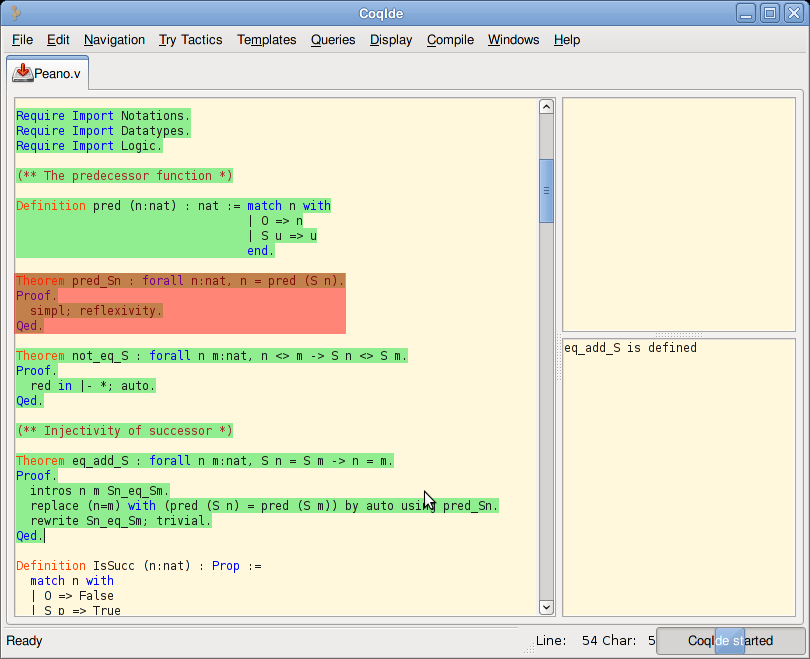 CoqIde
File Edit Navigation Try Tactics Templates Queries Display Compile Windows Help
Peano.v
Require Import Notations.
Require Import Datatypes.
Require Import Logic.
(** The predecessor function *)
Definition pred (n:nat) : nat := match n with
| O => n
| S u => u
end.
Theorem pred_Sn : forall n:nat, n = pred (S n).
Proof.
simpl; reflexivity.
Qed.
Theorem not_eq_S : forall n m:nat, n <> m -> S n <> S m.
Proof.
red in |- *; auto.
Qed.
(** Injectivity of successor *)
Theorem eq_add_S : forall n m:nat, S n = S m -> n = m.
Proof.
intros n m Sn_eq_Sm.
replace (n=m) with (pred (S n) = pred (S m)) by auto using pred_Sn.
rewrite Sn_eq_Sm; trivial.
Qed.
Definition IsSucc (n:nat) : Prop :=
match n with
| O => False
| S p => True
eq_add_S is defined
Ready
Line: 54 Char: 5
CoqIde started